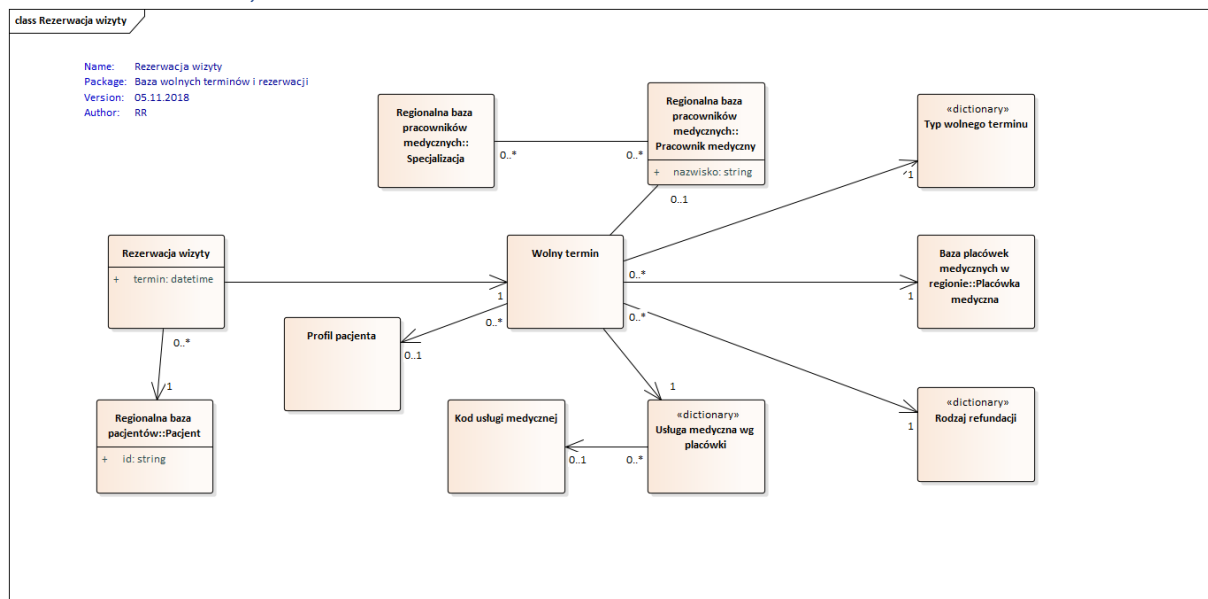 class Rezerwacja wizyty
Name: Rezerwacja wizyty
Package: Baza wolnych terminów i rezerwacji
Version: 05.11.2018
Author: RR
Regionalna baza
pracowników
medycznych::
Specjalizacja
0..*
0..*
Regionalna baza
pracowników
medycznych::
Pracownik medyczny
+ nazwisko: string
0..1
«dictionary»
Typ wolnego terminu
1
Rezerwacja wizyty
+ termin: datetime
1
Wolny termin
0..*
Baza placówek
medycznych w
regionie::Placówka
medyczna
1
0..*
0..*
Profil pacjenta
0..1
0..*
1
Regionalna baza
pacjentów::Pacjent
+ id: string
Kod usługi medycznej
0..1
0..*
1
«dictionary»
Usługa medyczna wg
placówki
«dictionary»
Rodzaj refundacji
1